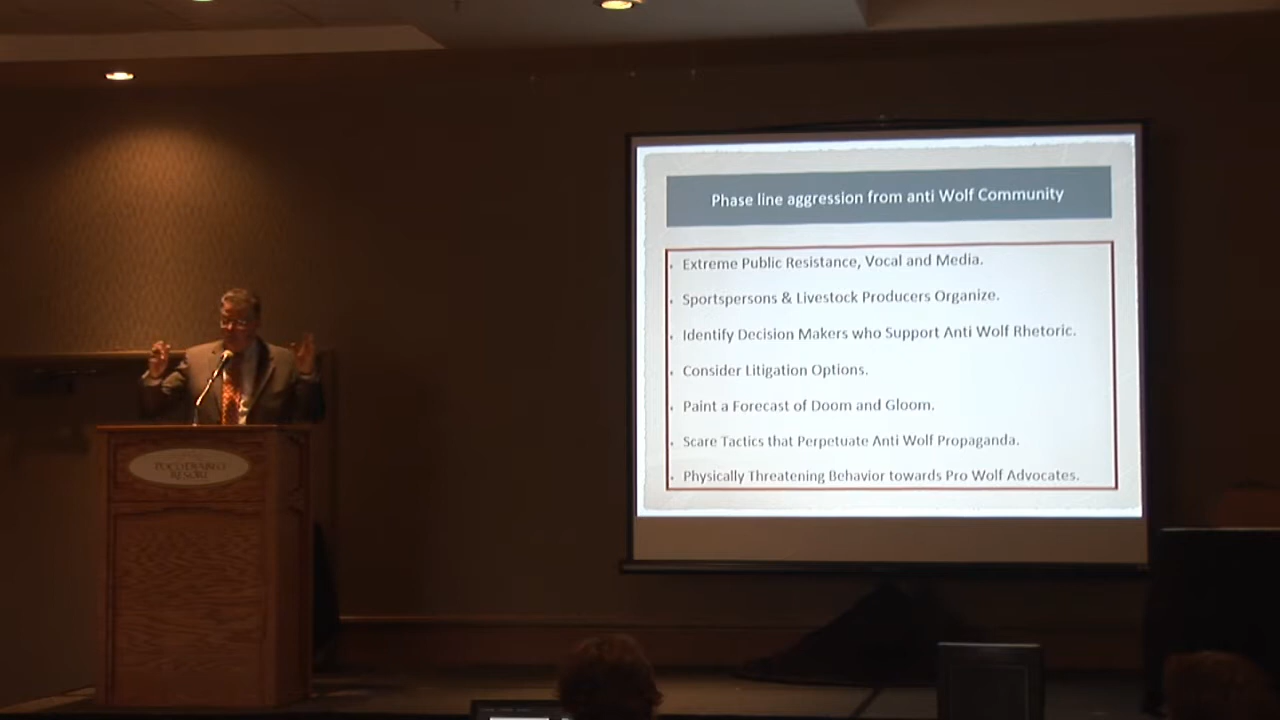 Phase line aggression from anti Wolf Community
• Extreme Public Resistance, Vocal and Media.
• Sportspersons & Livestock Producers Organize.
• Identify Decision Makers who Support Anti Wolf Rhetoric.
• Consider Litigation Options.
• Paint a Forecast of Doom and Gloom.
• Scare Tactics that Perpetuate Anti Wolf Propaganda.
• Physically Threatening Behavior towards Pro Wolf Advocates.
RESORT